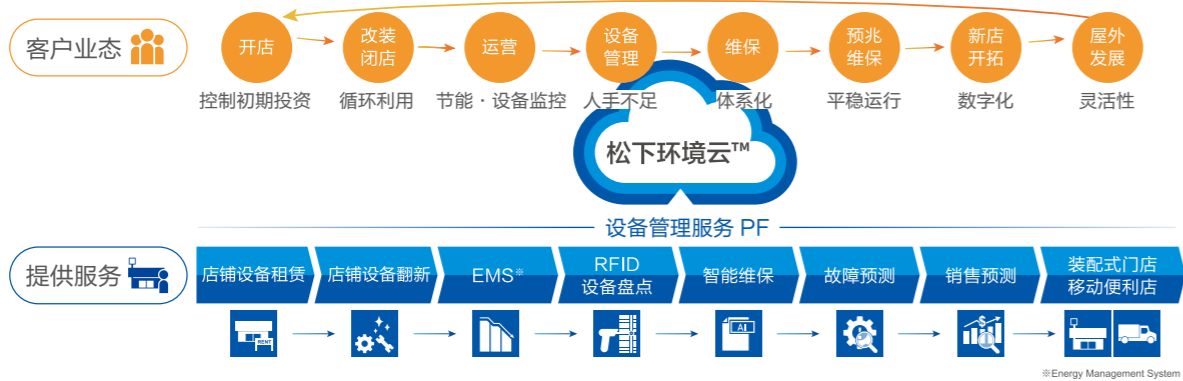 客户业态
开店
改装
闭店
运营
设备
管理
维保
预兆
维保
新店
开拓
屋外
发展
控制初期投资
循环利用
节能·设备监控
人手不足
体系化
平稳运行
数字化
灵活性
松下环境云™
设备管理服务 PF
提供服务
店铺设备租赁
店铺设备翻新
EMS※
RFID
设备盘点
智能维保
故障预测
销售预测
装配式门店
移动便利店
RENT
AI
$
※Energy Management System